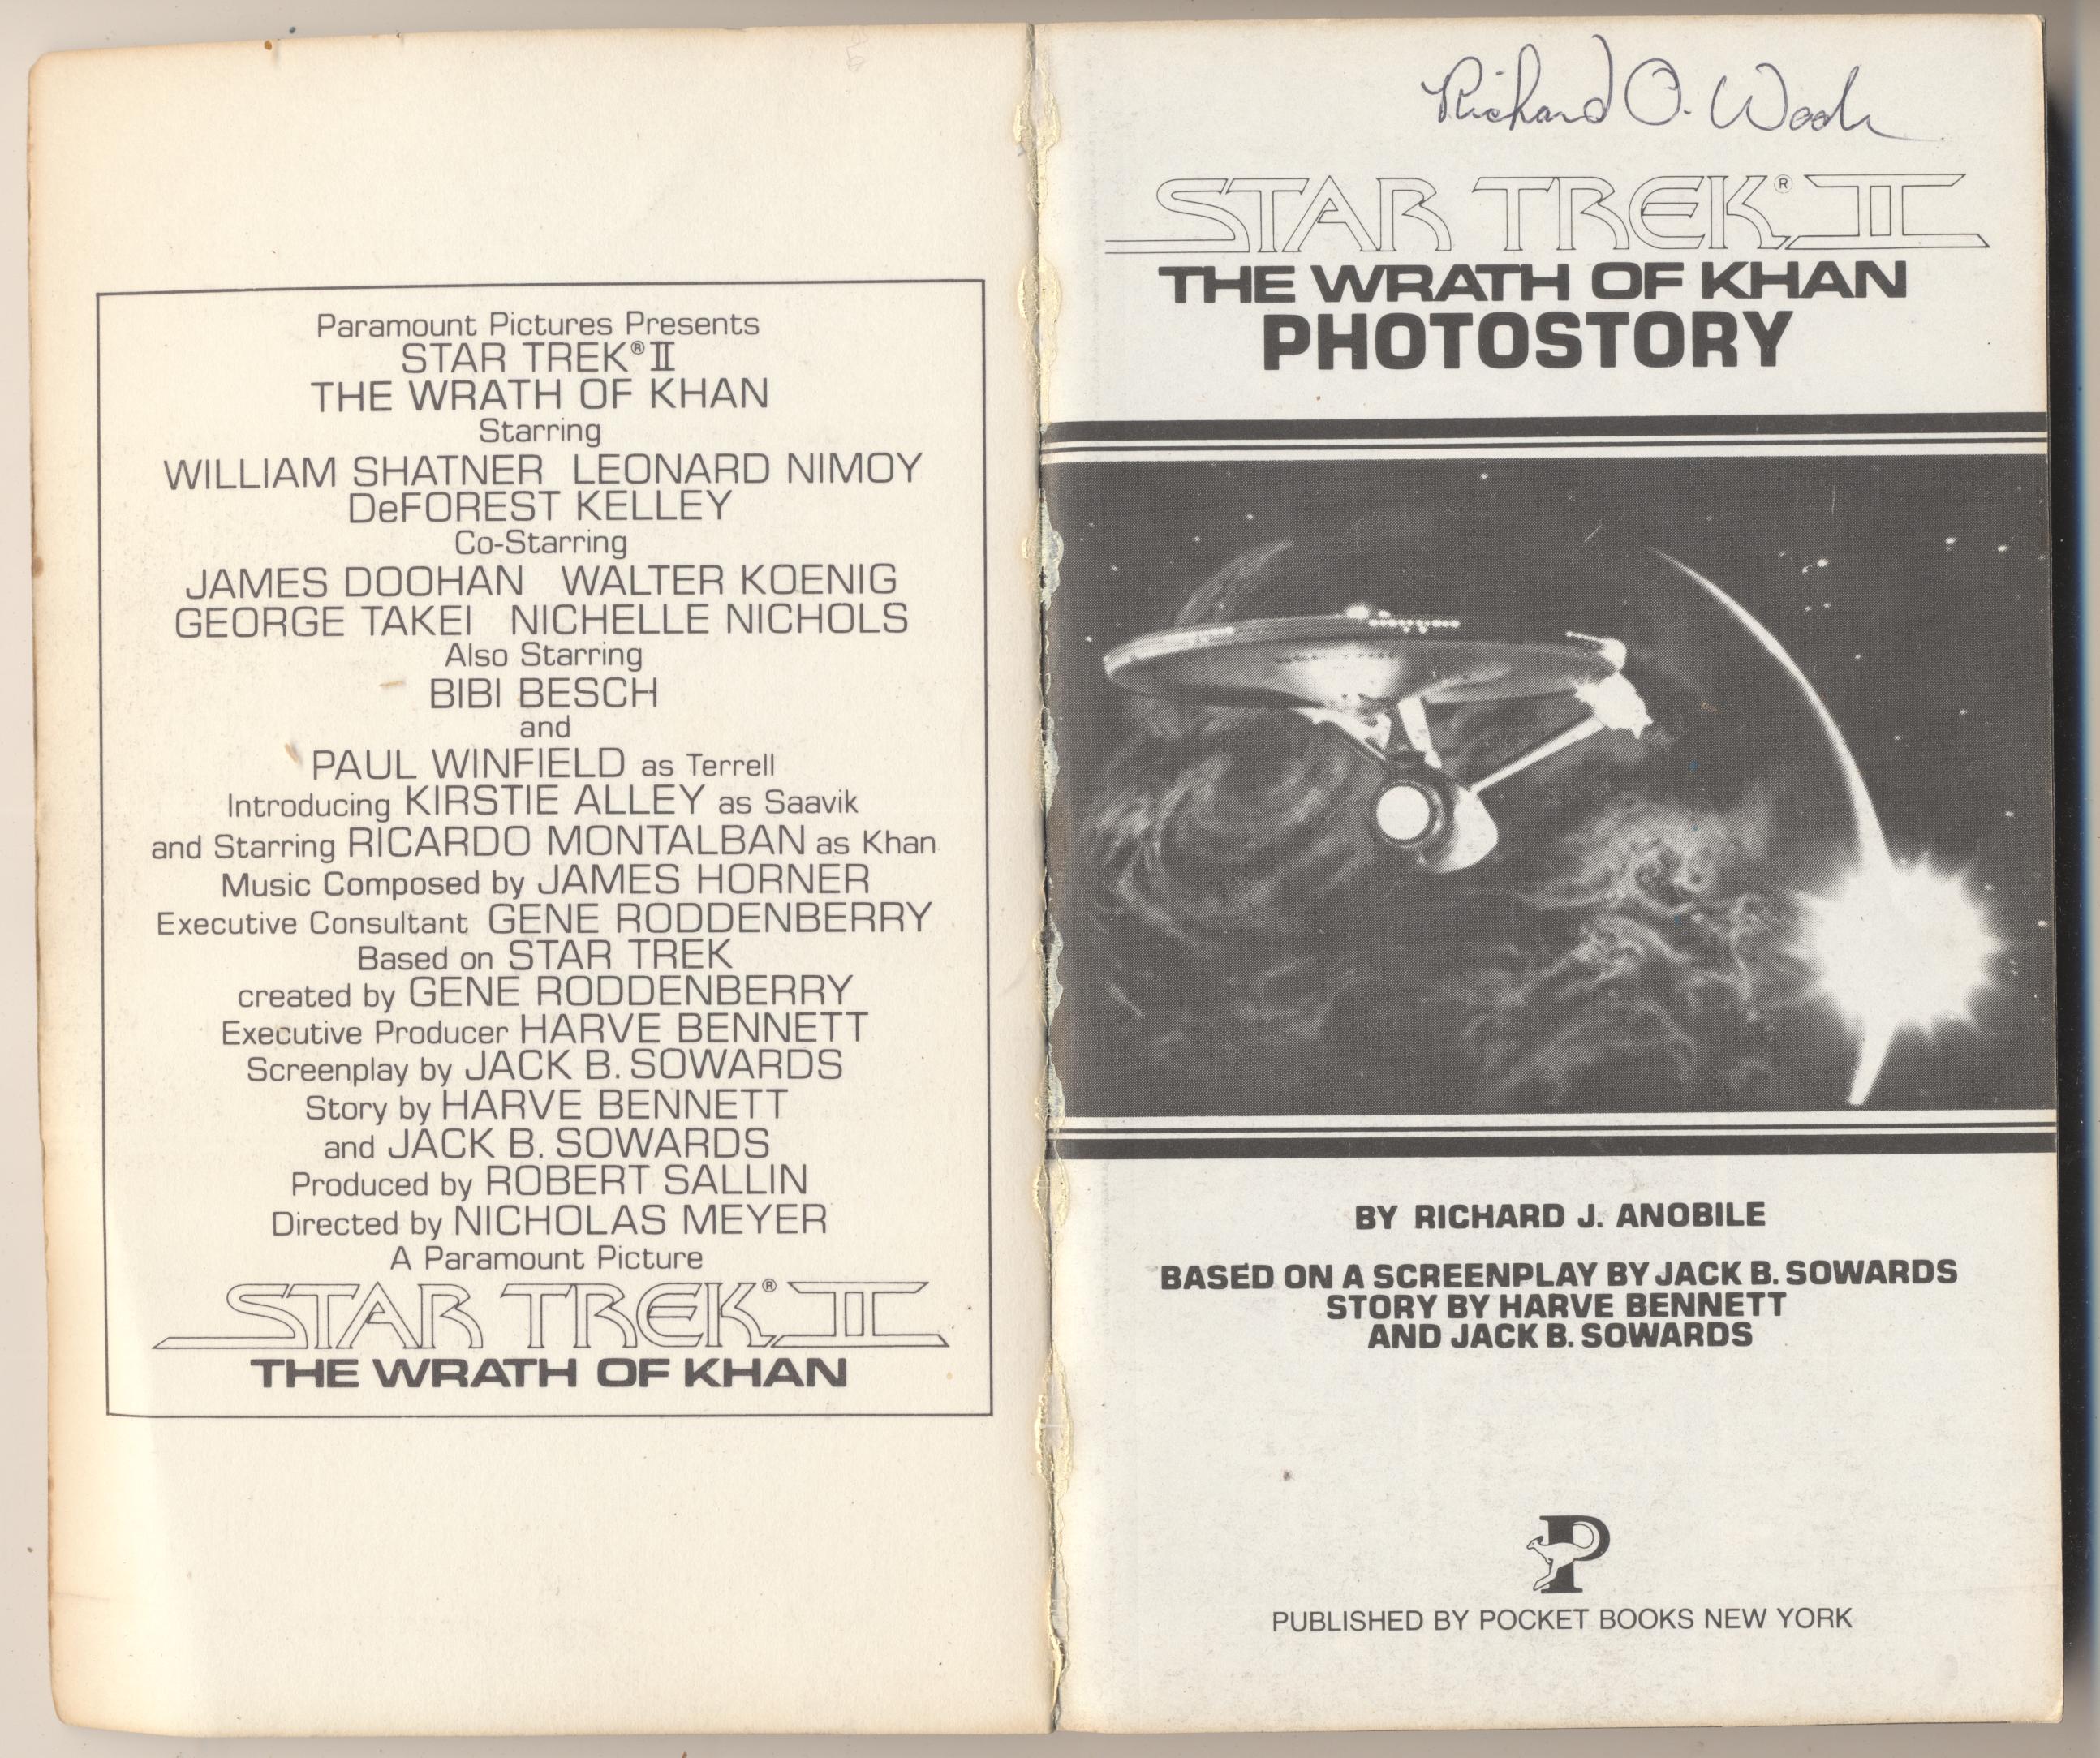 Paramount Pictures Presents
STAR TREK® II
THE WRATH OF KHAN
Starring
WILLIAM SHATNER LEONARD NIMOY
DeFOREST KELLEY
Co-Starring
JAMES DOOHAN WALTER KOENIG
GEORGE TAKEI NICHELLE NICHOLS
Also Starring
BIBI BESCH
and
PAUL WINFIELD as Terrell
Introducing KIRSTIE ALLEY as Saavik
and Starring RICARDO MONTALBAN as Khan
Music Composed by JAMES HORNER
Executive Consultant GENE RODDENBERRY
Based on STAR TREK
created by GENE RODDENBERRY
Executive Producer HARVE BENNETT
Screenplay by JACK B. SOWARDS
Story by HARVE BENNETT
and JACK B. SOWARDS
Produced by ROBERT SALLIN
Directed by NICHOLAS MEYER
A Paramount Picture
STAR TREK® II
THE WRATH OF KHAN
Richard O.
STAR TREK® II
THE WRATH OF KHAN
PHOTOSTORY
BY RICHARD J. ANOBILE
BASED ON A SCREENPLAY BY JACK B. SOWARDS
STORY BY HARVE BENNETT
AND JACK B. SOWARDS
P
PUBLISHED BY POCKET BOOKS NEW YORK